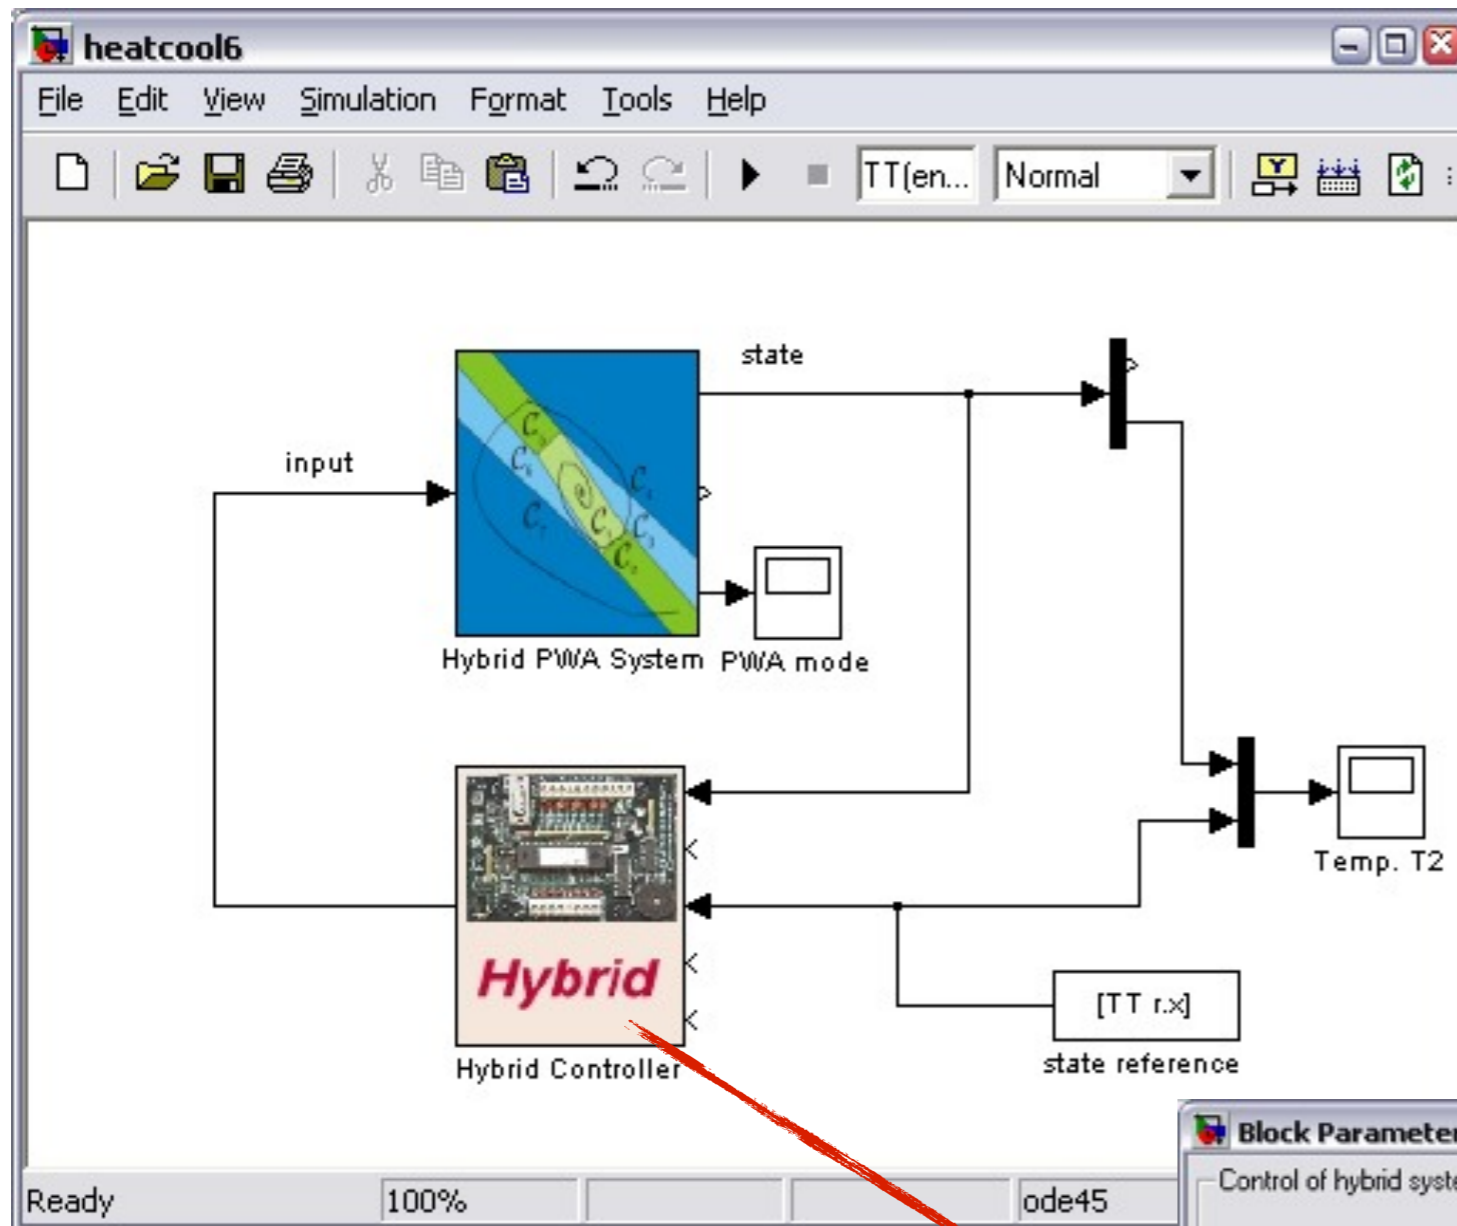 heatcool6
File Edit View Simulation Format Tools Help
TT(en... Normal
state
input
Hybrid PWA System
PWA mode
Temp. T2
Hybrid
[TT r.x]
Hybrid Controller
state reference
Block Parameter
Control of hybrid syste
Ready 100% ode45